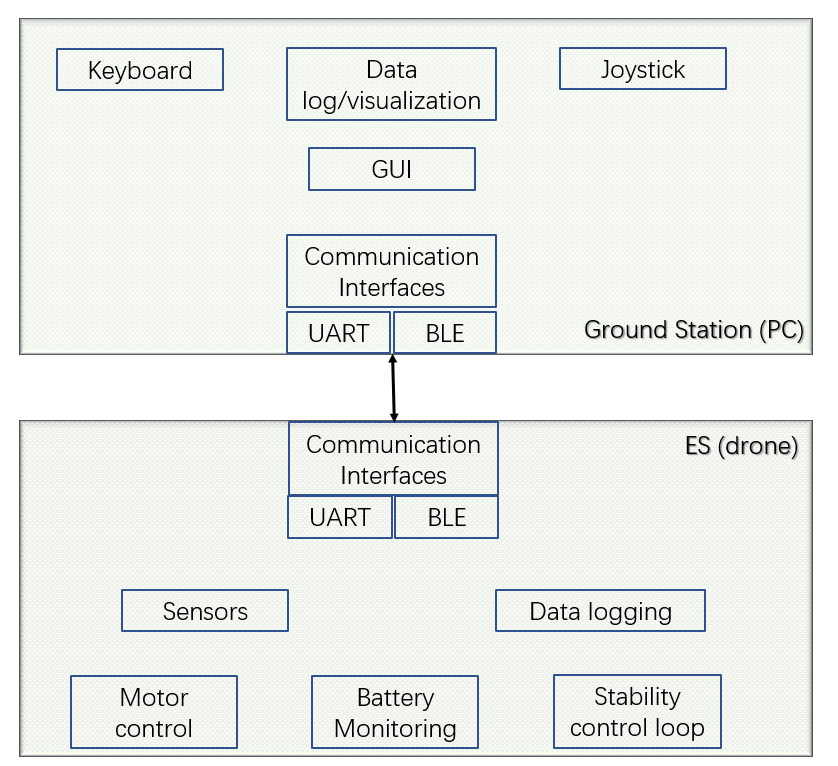 Keyboard
Data
log/visualization
Joystick
GUI
Communication
Interfaces
UART
BLE
Ground Station (PC)
Communication
Interfaces
ES (drone)
UART
BLE
Sensors
Data logging
Motor
control
Battery
Monitoring
Stability
control loop